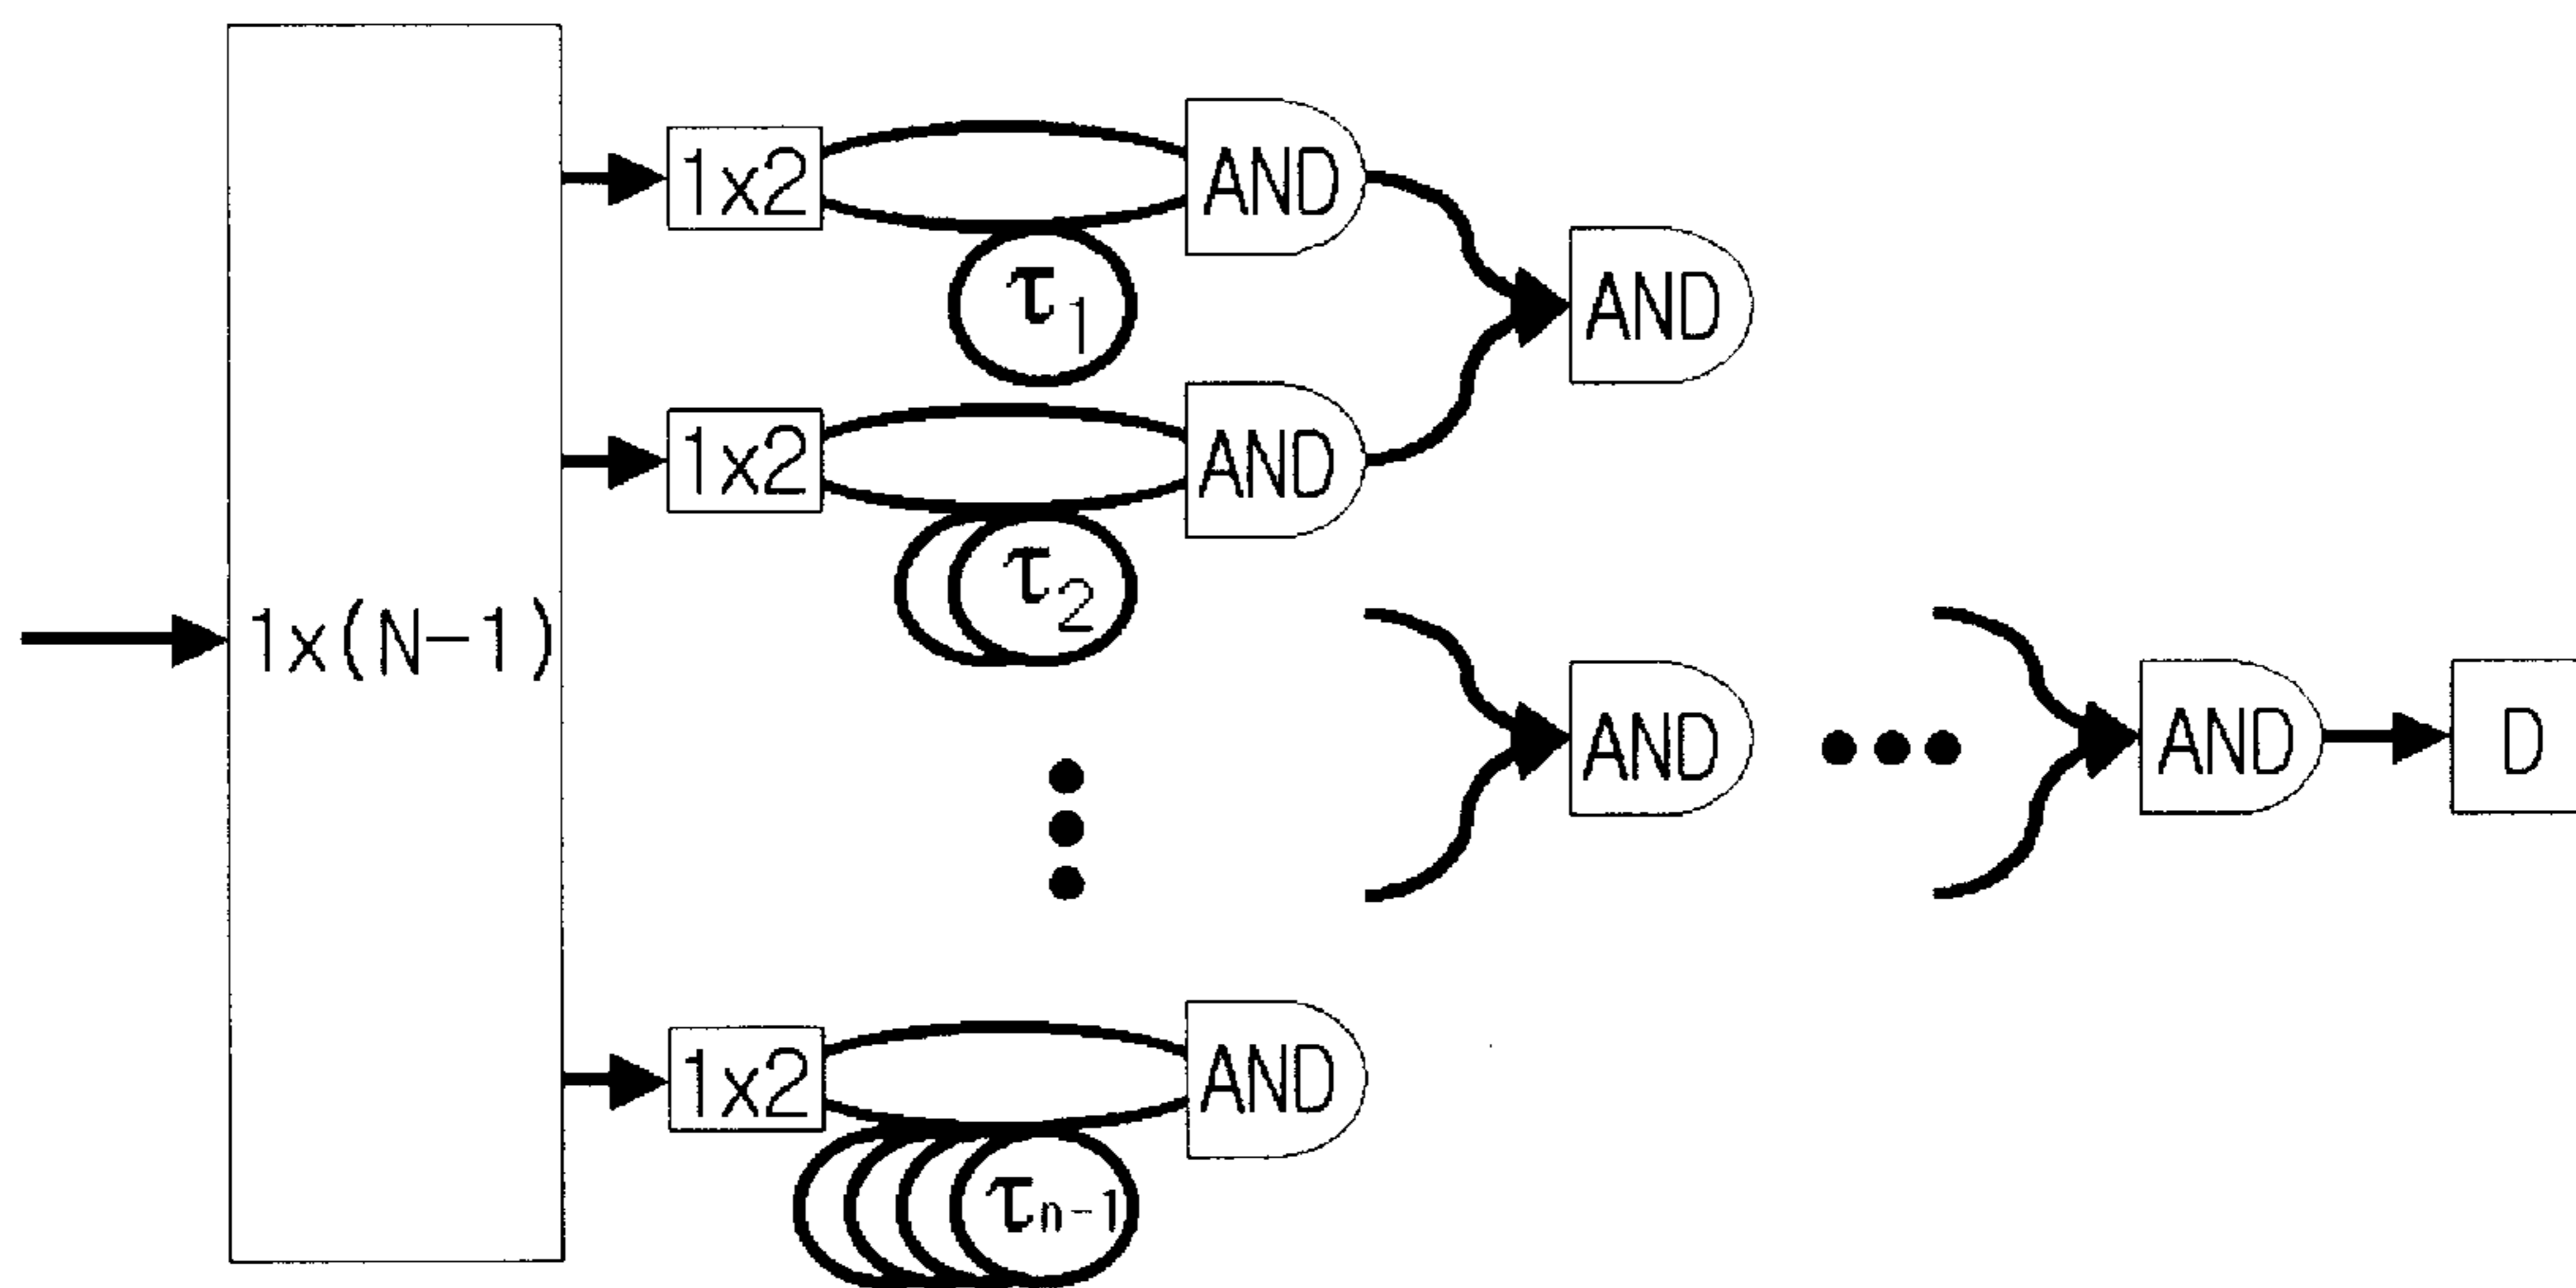 1x2 AND
τ1 AND
1x2 AND
τ2
1x(N-1)
AND AND D
1x2 AND
τn-1